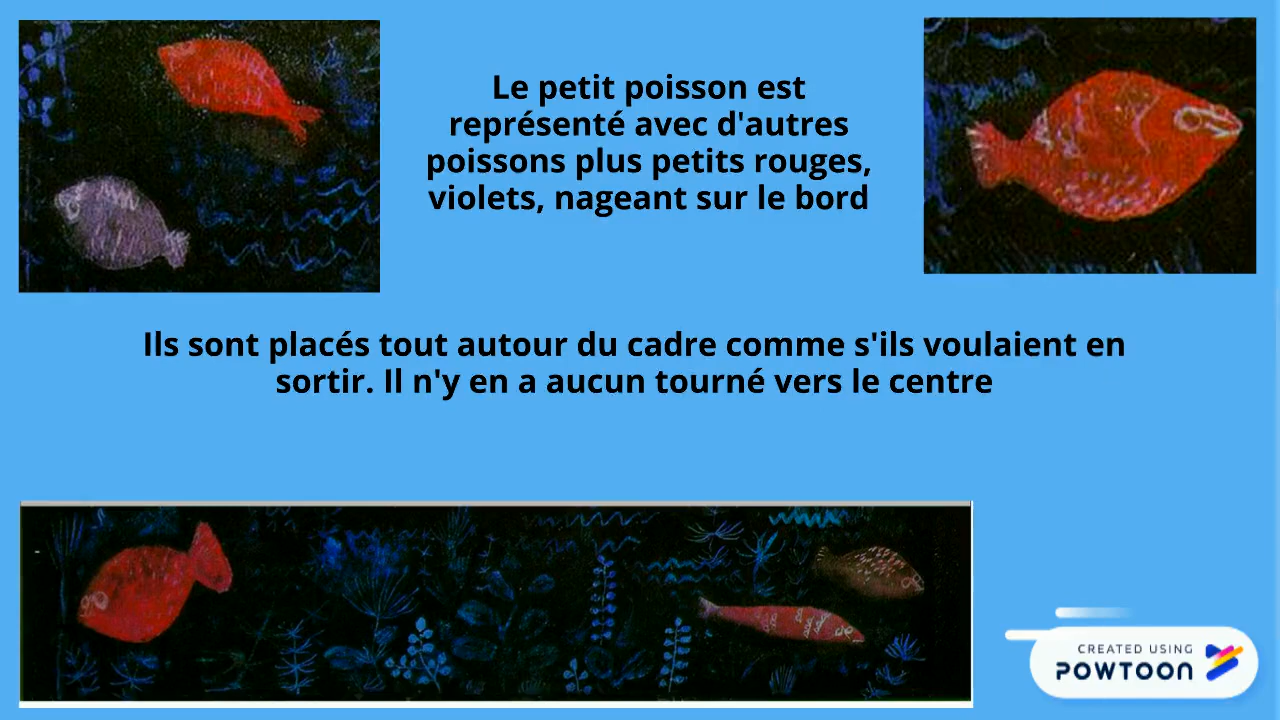 Le petit poisson est
représenté avec d'autres
poissons plus petits rouges,
violets, nageant sur le bord
Ils sont placés tout autour du cadre comme s'ils voulaient en
sortir. Il n'y en a aucun tourné vers le centre
CREATED USING
POWTOON